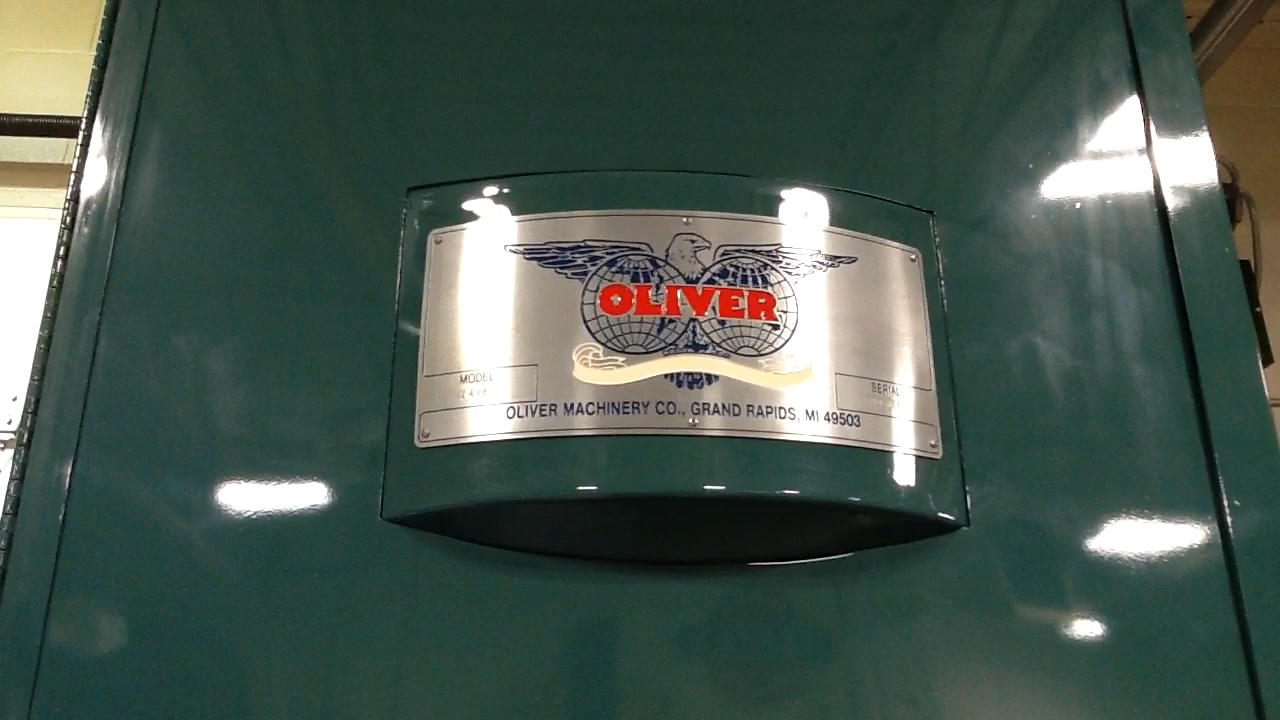 OLIVER
MODEL
SERIAL
OLIVER MACHINERY CO., GRAND RAPIDS, MI 49503